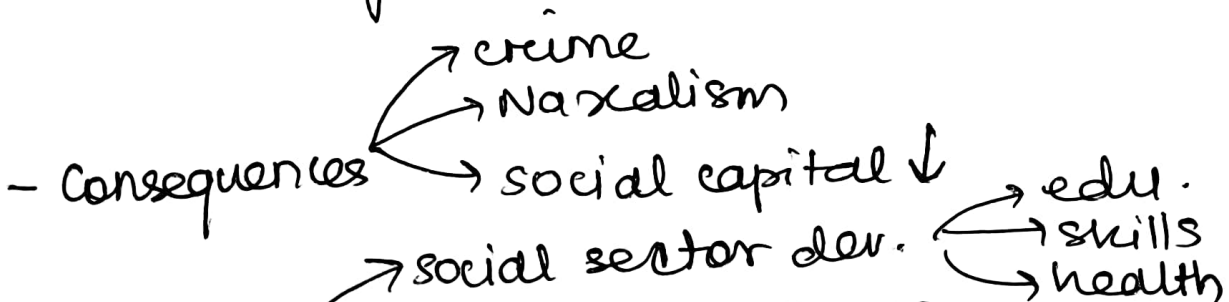 → crime
→ Naxalism
- Consequences → social capital ↓
→ social sector dev. → edu.
→ skills
→ health